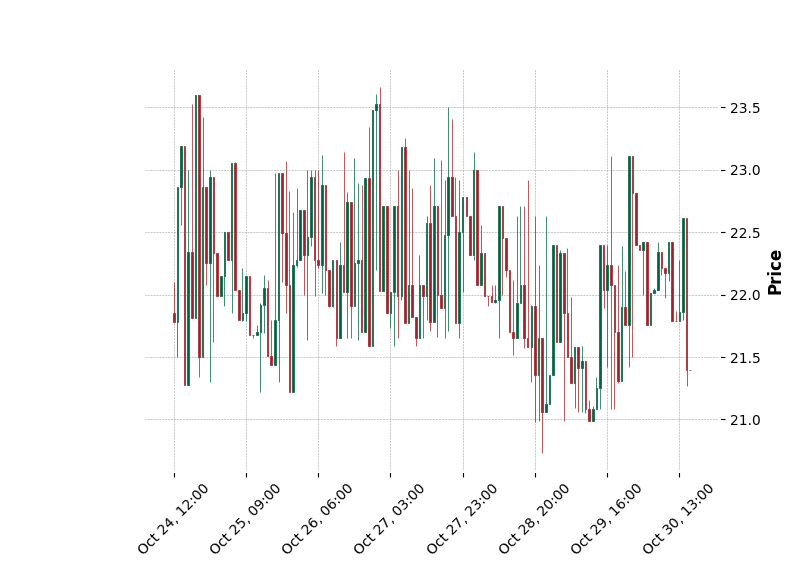 23.5
23.0
22.5
22.0
21.5
21.0
Price
Oct 24, 12:00
Oct 25, 09:00
Oct 26, 06:00
Oct 27, 03:00
Oct 27, 23:00
Oct 28, 20:00
Oct 29, 16:00
Oct 30, 13:00